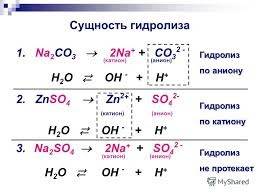 Сущность гидролиза
1. Na₂CO₃ → 2Na⁺ + CO₃²⁻ Гидролиз
(катион) (анион) по аниону
H₂O ⇄ OH⁻ + H⁺
2. ZnSO₄ → Zn²⁺ + SO₄²⁻ Гидролиз
(катион) (анион) по катиону
H₂O ⇄ OH⁻ + H⁺
3. Na₂SO₄ → 2Na⁺ + SO₄²⁻ Гидролиз
(катион) (анион) не протекает
H₂O ⇄ OH⁻ + H⁺
MyShared